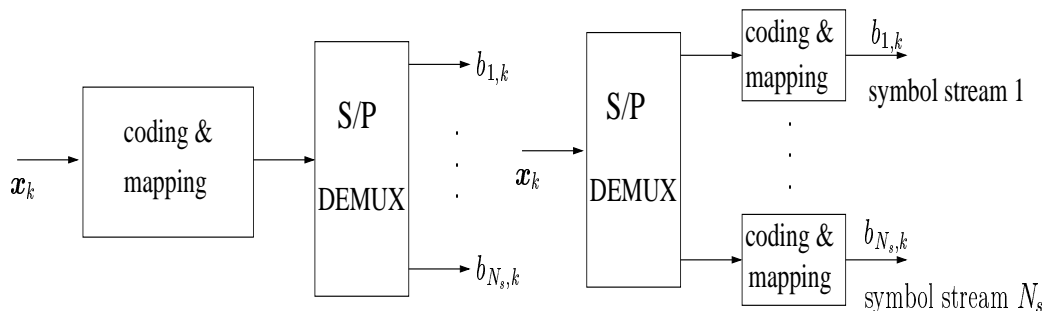 coding &
mapping
x_k
S/P
DEMUX
b_{1,k}
b_{N_s,k}
x_k
S/P
DEMUX
coding &
mapping
b_{1,k}
symbol stream 1
coding &
mapping
b_{N_s,k}
symbol stream N_s